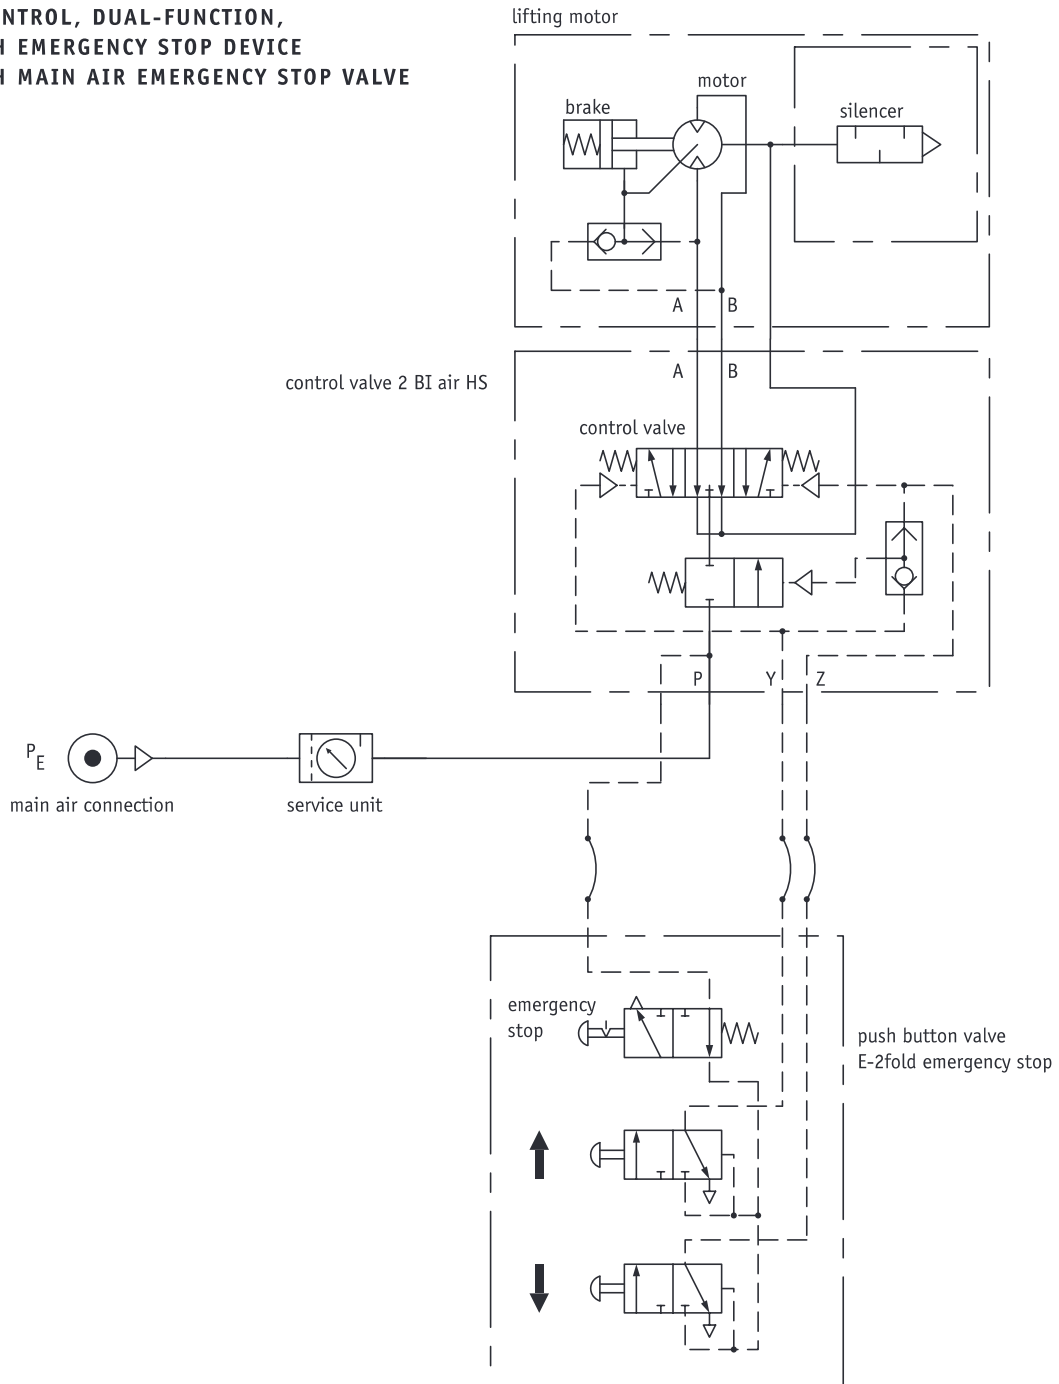 NTROL, DUAL-FUNCTION,
H EMERGENCY STOP DEVICE
H MAIN AIR EMERGENCY STOP VALVE
lifting motor
motor
brake
silencer
A
B
A
B
control valve 2 BI air HS
control valve
P
Y
Z
PE
main air connection
service unit
emergency
stop
push button valve
E-2fold emergency stop